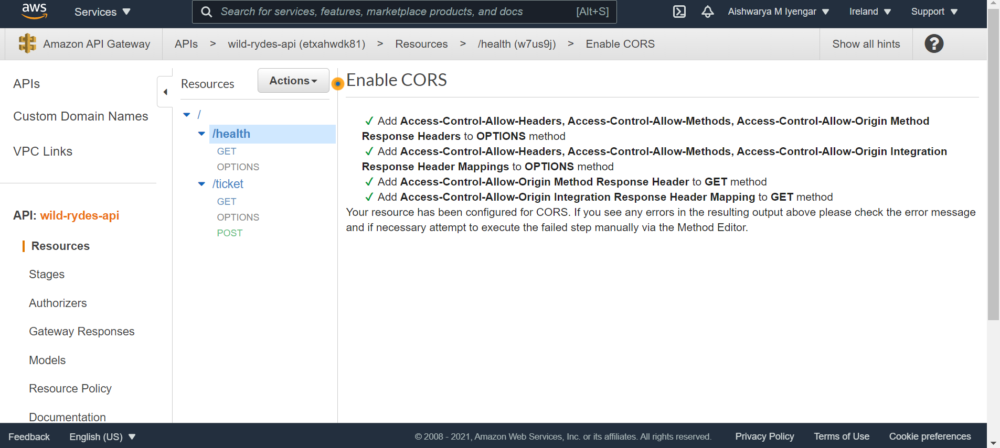 aws
Services
Search for services, features, marketplace products, and docs
[Alt+S]
Aishwarya M Iyengar
Ireland
Support
Amazon API Gateway
APIs > wild-rydes-api (etxahwdk81) > Resources > /health (w7us9j) > Enable CORS
Show all hints
?
APIs
Custom Domain Names
VPC Links
API: wild-rydes-api
Resources
Stages
Authorizers
Gateway Responses
Models
Resource Policy
Documentation
Resources
Actions
/
/health
GET
OPTIONS
/ticket
GET
OPTIONS
POST
Enable CORS
✓ Add Access-Control-Allow-Headers, Access-Control-Allow-Methods, Access-Control-Allow-Origin Method
Response Headers to OPTIONS method
✓ Add Access-Control-Allow-Headers, Access-Control-Allow-Methods, Access-Control-Allow-Origin Integration
Response Header Mappings to OPTIONS method
✓ Add Access-Control-Allow-Origin Method Response Header to GET method
✓ Add Access-Control-Allow-Origin Integration Response Header Mapping to GET method
Your resource has been configured for CORS. If you see any errors in the resulting output above please check the error message
and if necessary attempt to execute the failed step manually via the Method Editor.
Feedback
English (US)
© 2008 - 2021, Amazon Web Services, Inc. or its affiliates. All rights reserved.
Privacy Policy
Terms of Use
Cookie preferences